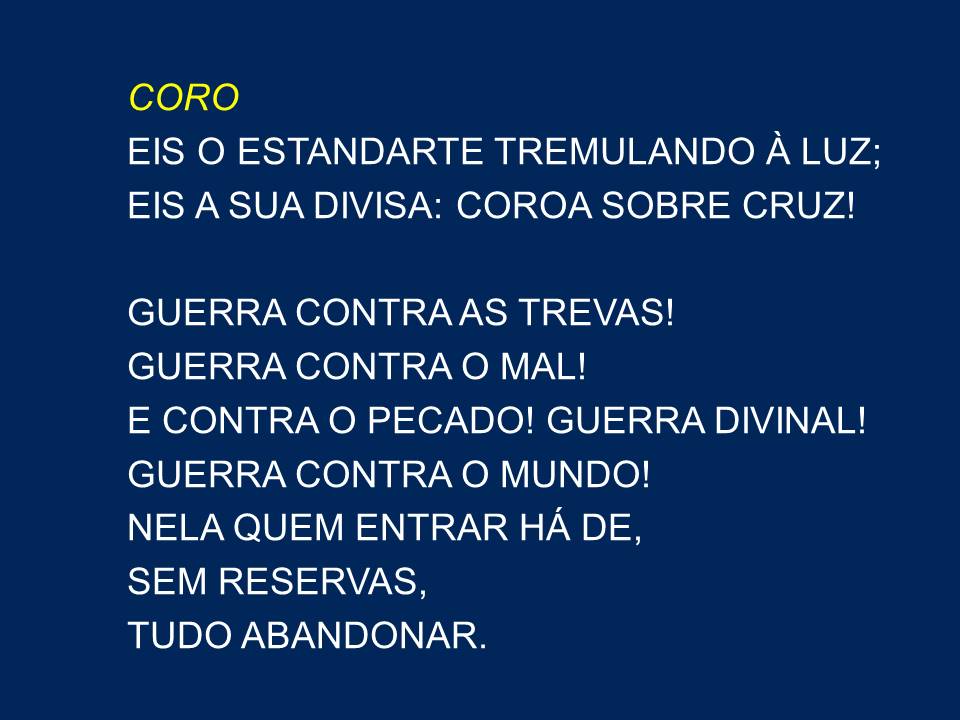 CORO
EIS O ESTANDARTE TREMULANDO À LUZ;
EIS A SUA DIVISA: COROA SOBRE CRUZ!
GUERRA CONTRA AS TREVAS!
GUERRA CONTRA O MAL!
E CONTRA O PECADO! GUERRA DIVINAL!
GUERRA CONTRA O MUNDO!
NELA QUEM ENTRAR HÁ DE,
SEM RESERVAS,
TUDO ABANDONAR.